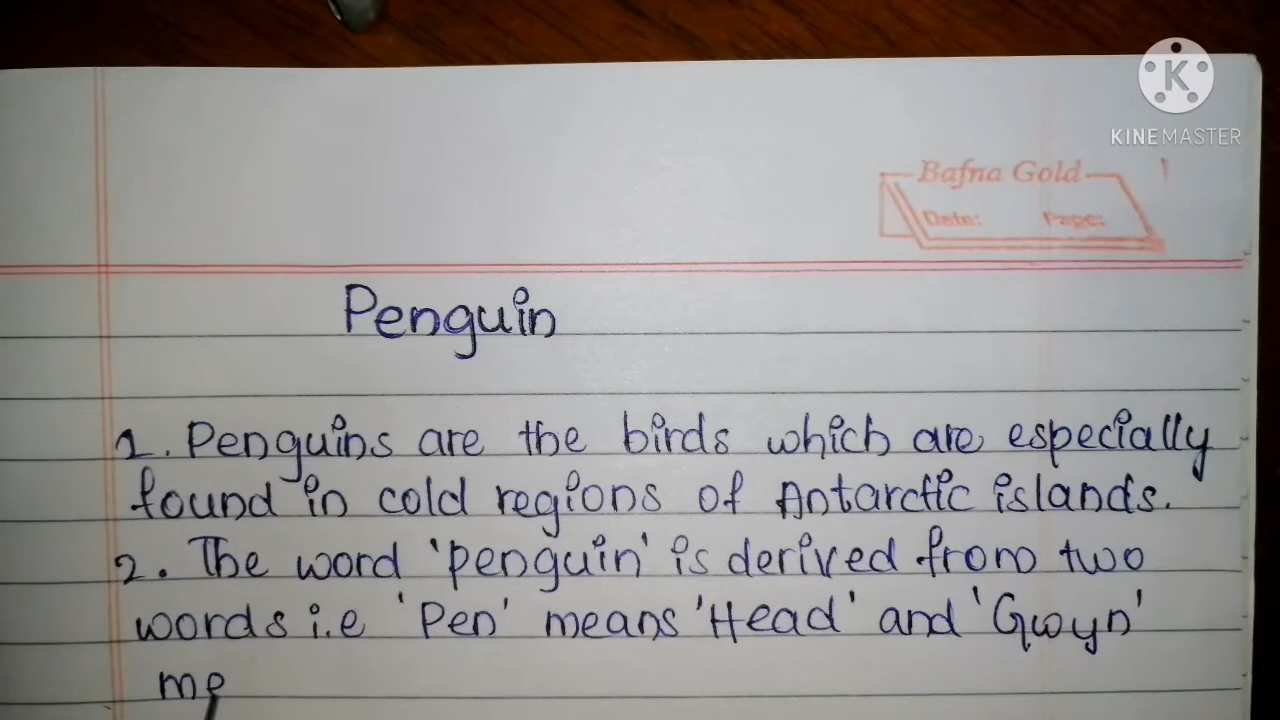 KINEMASTER
Bafna Gold
Date: Page:
Penguin
1. Penguins are the birds which are especially
found in cold regions of Antarctic islands.
2. The word 'penguin' is derived from two
words i.e 'Pen' means 'Head' and 'Gwyn'
me